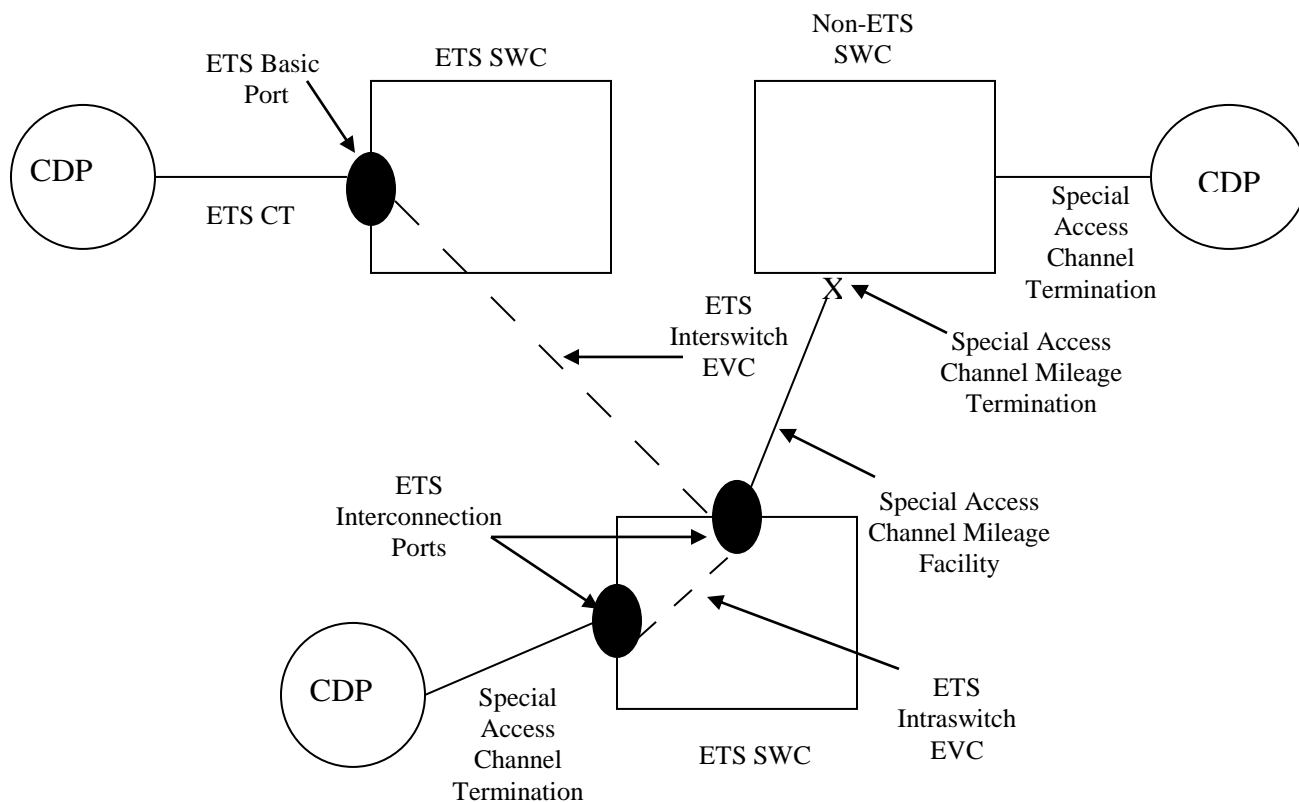 Non-ETS
SWC
ETS SWC
ETS Basic
Port
CDP
CDP
ETS CT
Special
Access
Channel
Termination
ETS
Interswitch
EVC
X
Special Access
Channel Mileage
Termination
ETS
Interconnection
Ports
Special Access
Channel Mileage
Facility
CDP
Special
Access
Channel
Termination
ETS
Intraswitch
EVC
ETS SWC